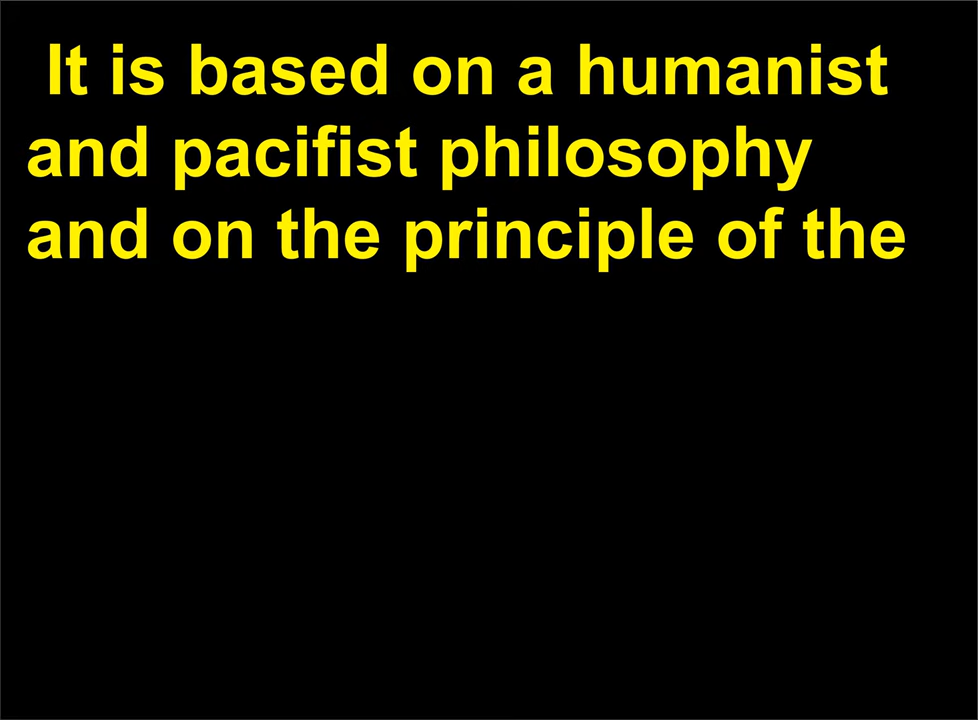 It is based on a humanist
and pacifist philosophy
and on the principle of the